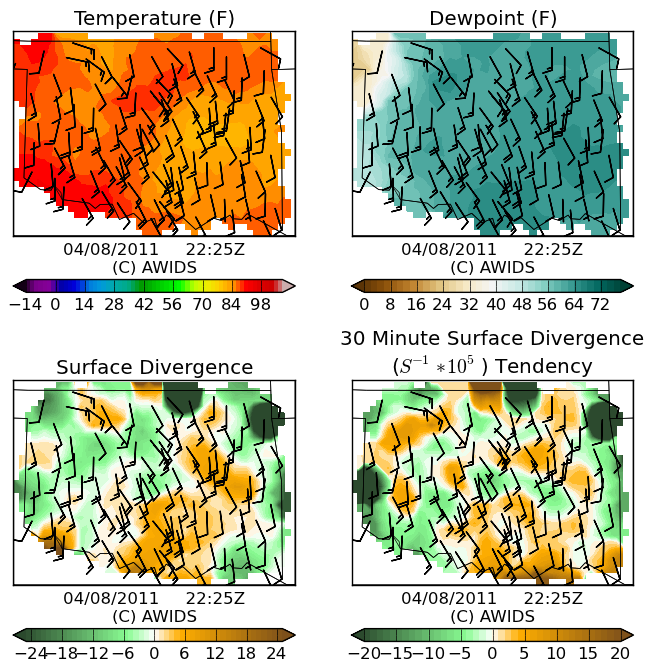 Temperature (F)
Dewpoint (F)
04/08/2011 22:25Z
(C) AWIDS
04/08/2011 22:25Z
(C) AWIDS
−14 0 14 28 42 56 70 84 98
0 8 16 24 32 40 48 56 64 72
Surface Divergence
30 Minute Surface Divergence
(S⁻¹ *10⁵ ) Tendency
04/08/2011 22:25Z
(C) AWIDS
04/08/2011 22:25Z
(C) AWIDS
−24 −18 −12 −6 0 6 12 18 24
−20 −15 −10 −5 0 5 10 15 20